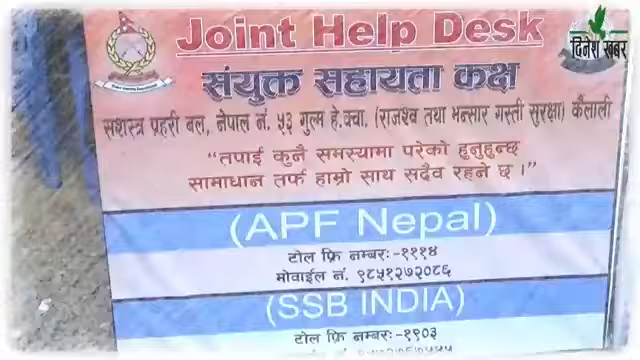 Joint Help Desk
दिनेश खबर
संयुक्त सहायता कक्ष
सशस्त्र प्रहरी बल, नेपाल नं. ५३ गुल्म हे.क्वा. (राजश्व तथा भन्सार गस्ती सुरक्षा) कैलाली
“तपाई कुनै समस्यामा परेको हुनुहुन्छ
सामाधान तर्फ हाम्रो साथ सदैव रहने छ ।”
(APF Nepal)
टोल फ्रि नम्बरः-१११४
मोवाईल नं. ९८५१२७२०८६
(SSB INDIA)
टोल फ्रि नम्बरः-१९०३